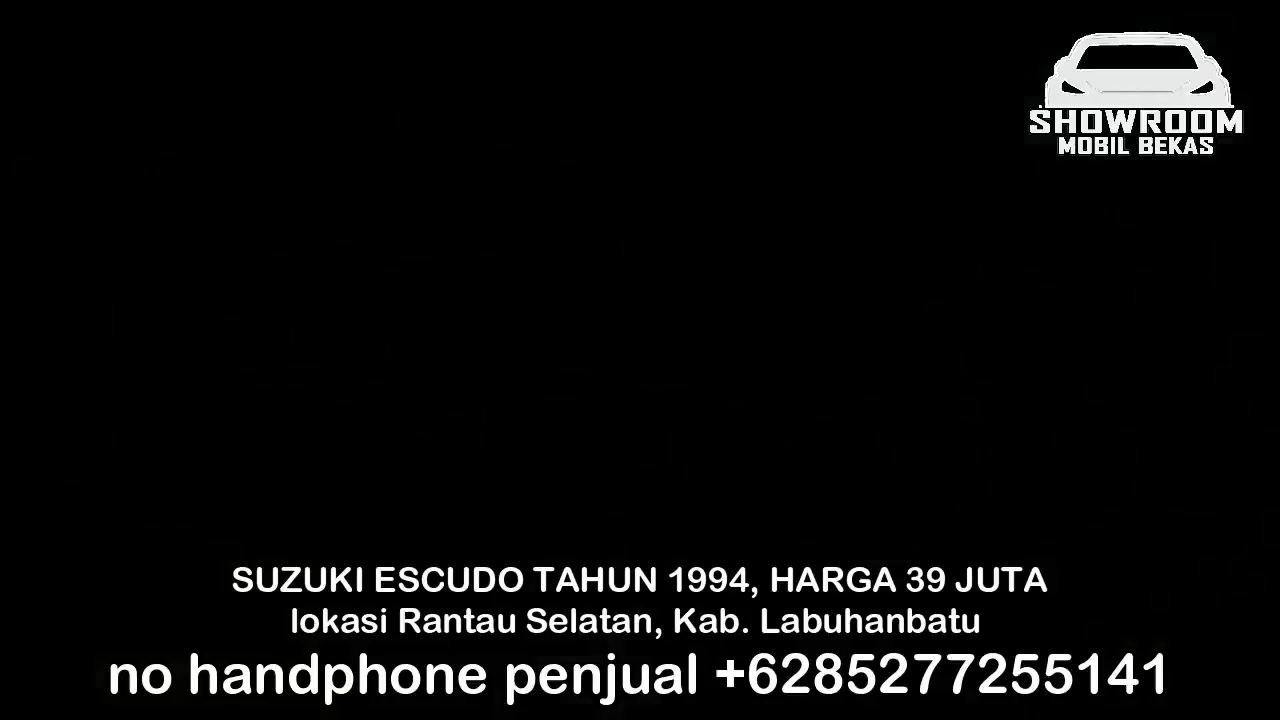 SHOWROOM
MOBIL BEKAS
SUZUKI ESCUDO TAHUN 1994, HARGA 39 JUTA
lokasi Rantau Selatan, Kab. Labuhanbatu
no handphone penjual +6285277255141